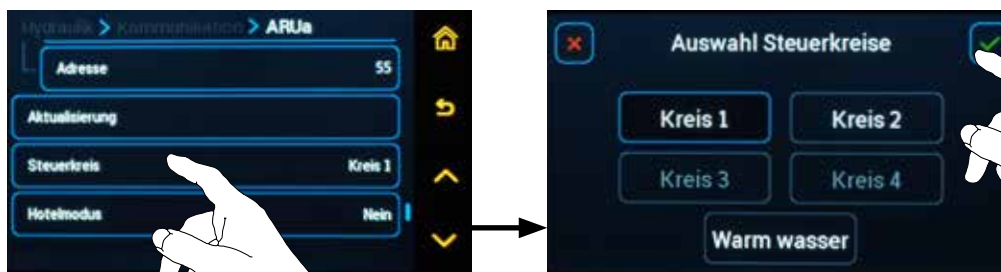 Hydraulik > Kommunikation > ARUa
Adresse 55
Aktualisierung
Steuerkreis Kreis 1
Hotelmodus Nein
Auswahl Steuerkreise
Kreis 1 Kreis 2
Kreis 3 Kreis 4
Warm wasser